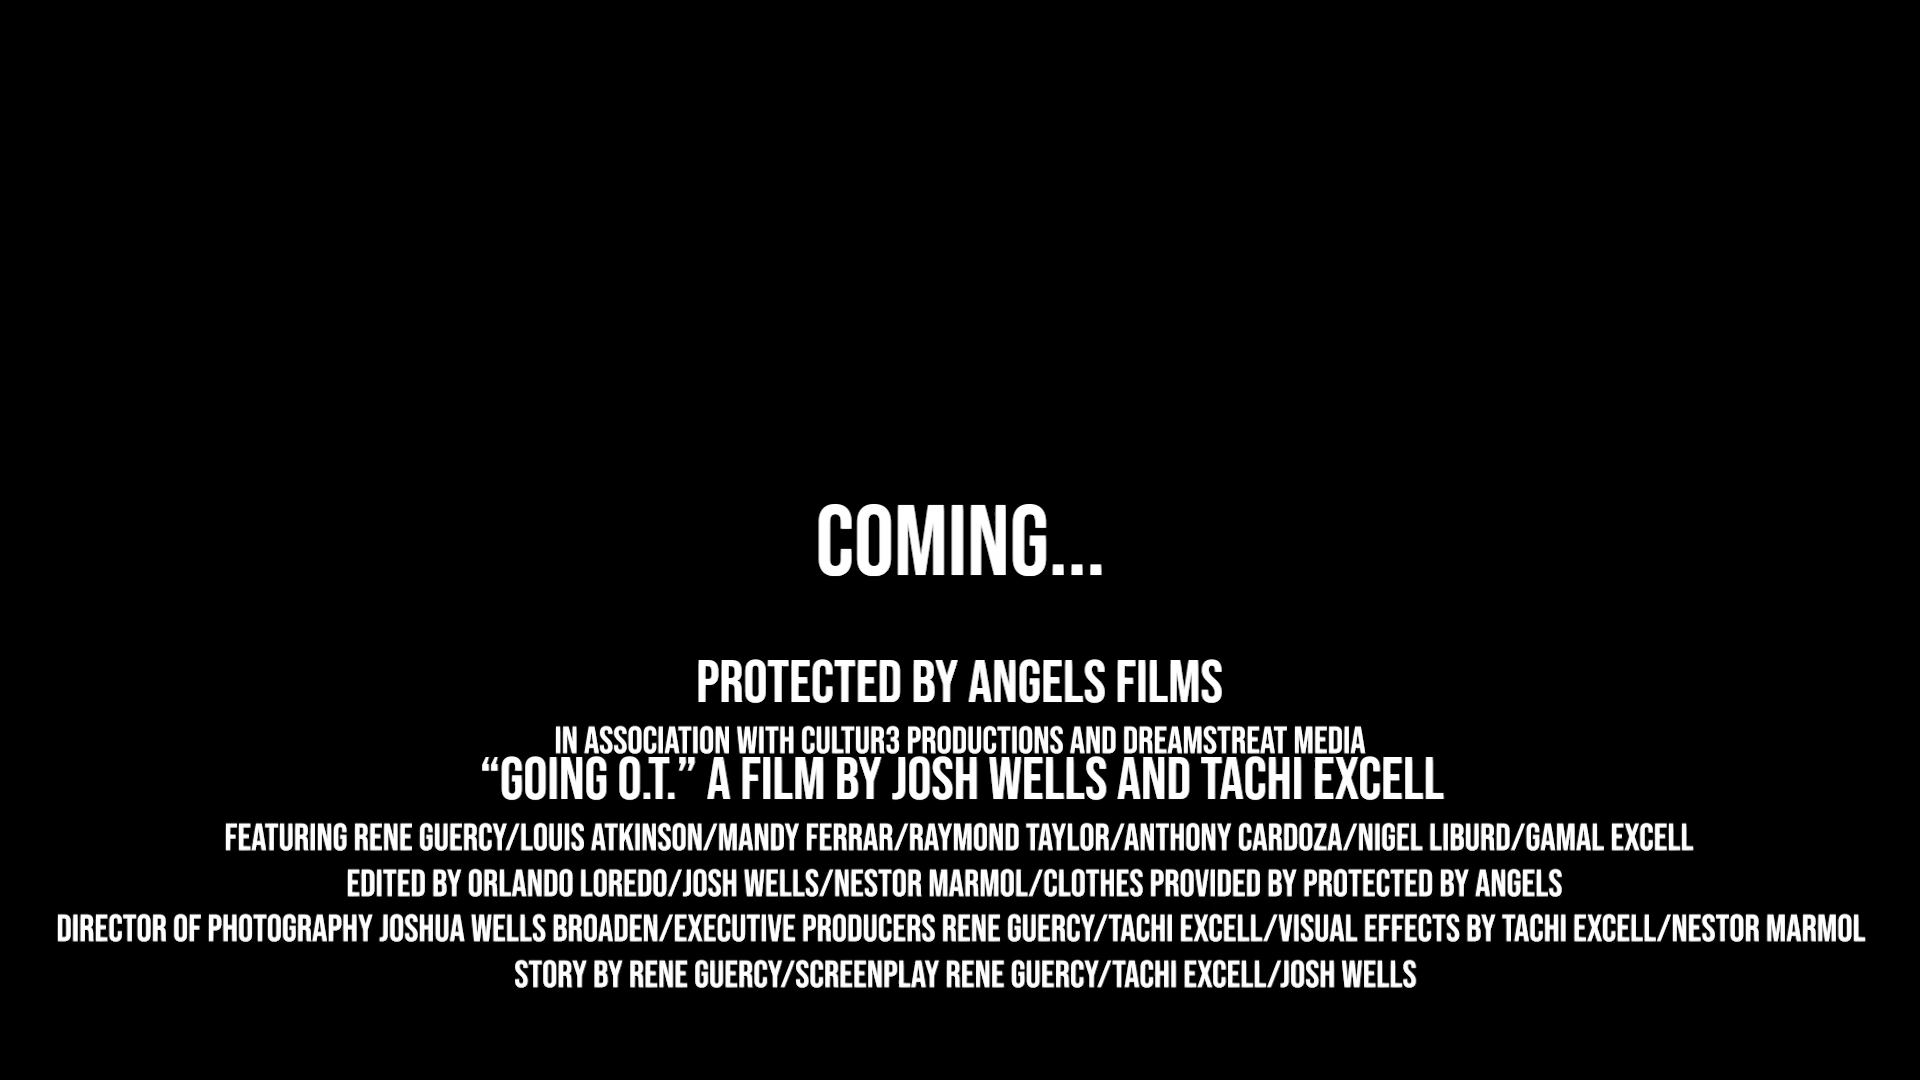 COMING...
PROTECTED BY ANGELS FILMS
IN ASSOCIATION WITH CULTUR3 PRODUCTIONS AND DREAMSTREAT MEDIA
“GOING O.T.” A FILM BY JOSH WELLS AND TACHI EXCELL
FEATURING RENE GUERCY/LOUIS ATKINSON/MANDY FERRAR/RAYMOND TAYLOR/ANTHONY CARDOZA/NIGEL LIBURD/GAMAL EXCELL
EDITED BY ORLANDO LOREDO/JOSH WELLS/NESTOR MARMOL/CLOTHES PROVIDED BY PROTECTED BY ANGELS
DIRECTOR OF PHOTOGRAPHY JOSHUA WELLS BROADEN/EXECUTIVE PRODUCERS RENE GUERCY/TACHI EXCELL/VISUAL EFFECTS BY TACHI EXCELL/NESTOR MARMOL
STORY BY RENE GUERCY/SCREENPLAY RENE GUERCY/TACHI EXCELL/JOSH WELLS